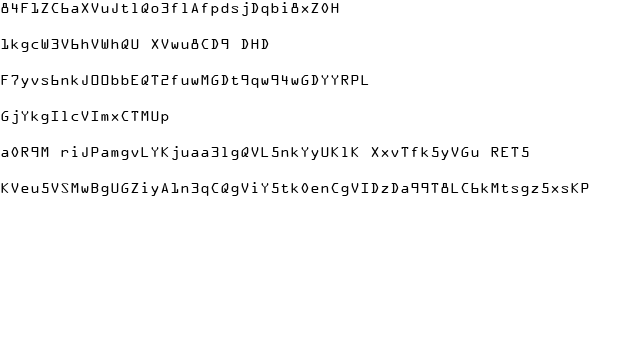 84F1ZC6aXVuJtlQo3flAfpdsjDqbi8xZ0H
1kgcW3V6hVWhQU XVwu8CD9 DHD
F7yvs6nkJOObbEQT2fuwMGDt9qw94wGDYYRPL
GjYkgIlcVImxCTMUp
a0R9M riJPamgvLYKjuaa3lgQVL5nkYyUK1K XxvTfk5yVGu RET5
KVeu5VSMwBgUGZiyA1n3qCQgViY5tk0enCgVIDzDa99T8LC6kMtsgz5xsKP